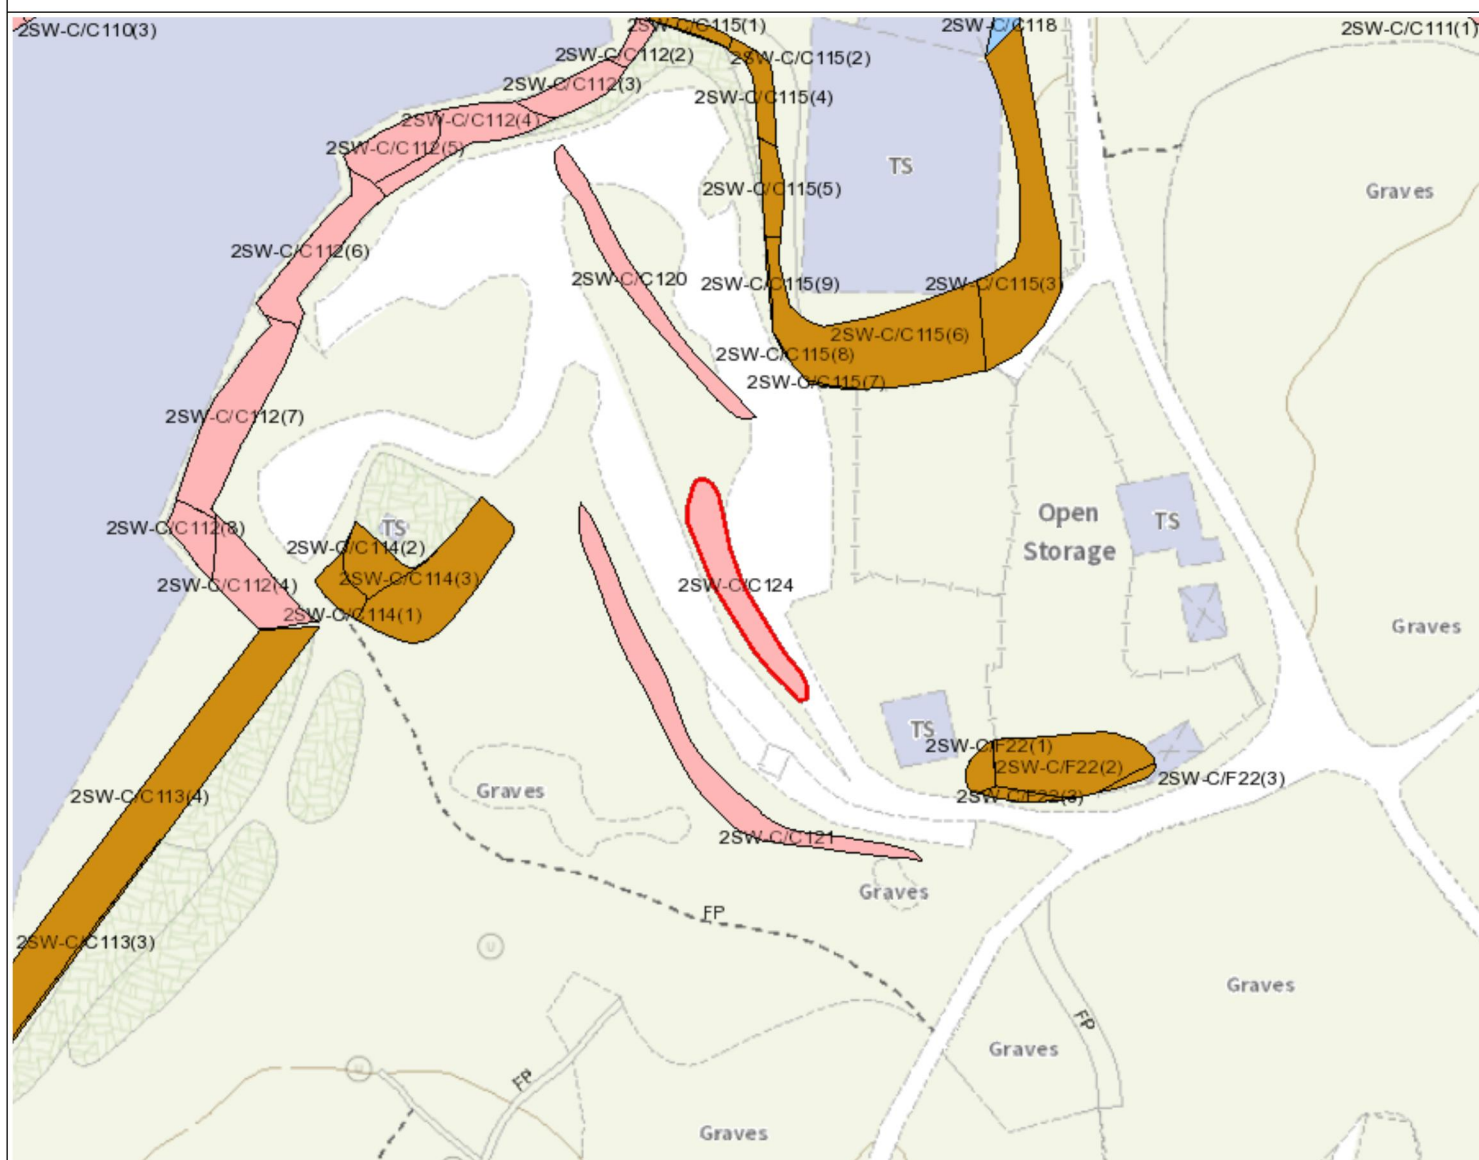 2SW-C/C110(3)
2SW-C/C115(1)
2SW-C/C118
2SW-C/C111(1)
2SW-C/C112(2)
2SW-C/C115(2)
2SW-C/C112(3)
2SW-C/C115(4)
2SW-C/C112(4)
2SW-C/C112(5)
TS
2SW-C/C115(5)
Graves
2SW-C/C112(6)
2SW-C/C120
2SW-C/C115(9)
2SW-C/C115(3)
2SW-C/C115(6)
2SW-C/C115(8)
2SW-C/C115(7)
2SW-C/C112(7)
Open
Storage
TS
2SW-C/C112(8)
TS
2SW-C/C114(2)
2SW-C/C114(3)
2SW-C/C112(4)
2SW-C/C124
2SW-C/C114(1)
Graves
TS
2SW-C/F22(1)
2SW-C/F22(2)
2SW-C/F22(3)
2SW-C/F22(3)
Graves
2SW-C/C113(4)
2SW-C/C121
Graves
FP
2SW-C/C113(3)
U
Graves
FP
Graves
FP
Graves